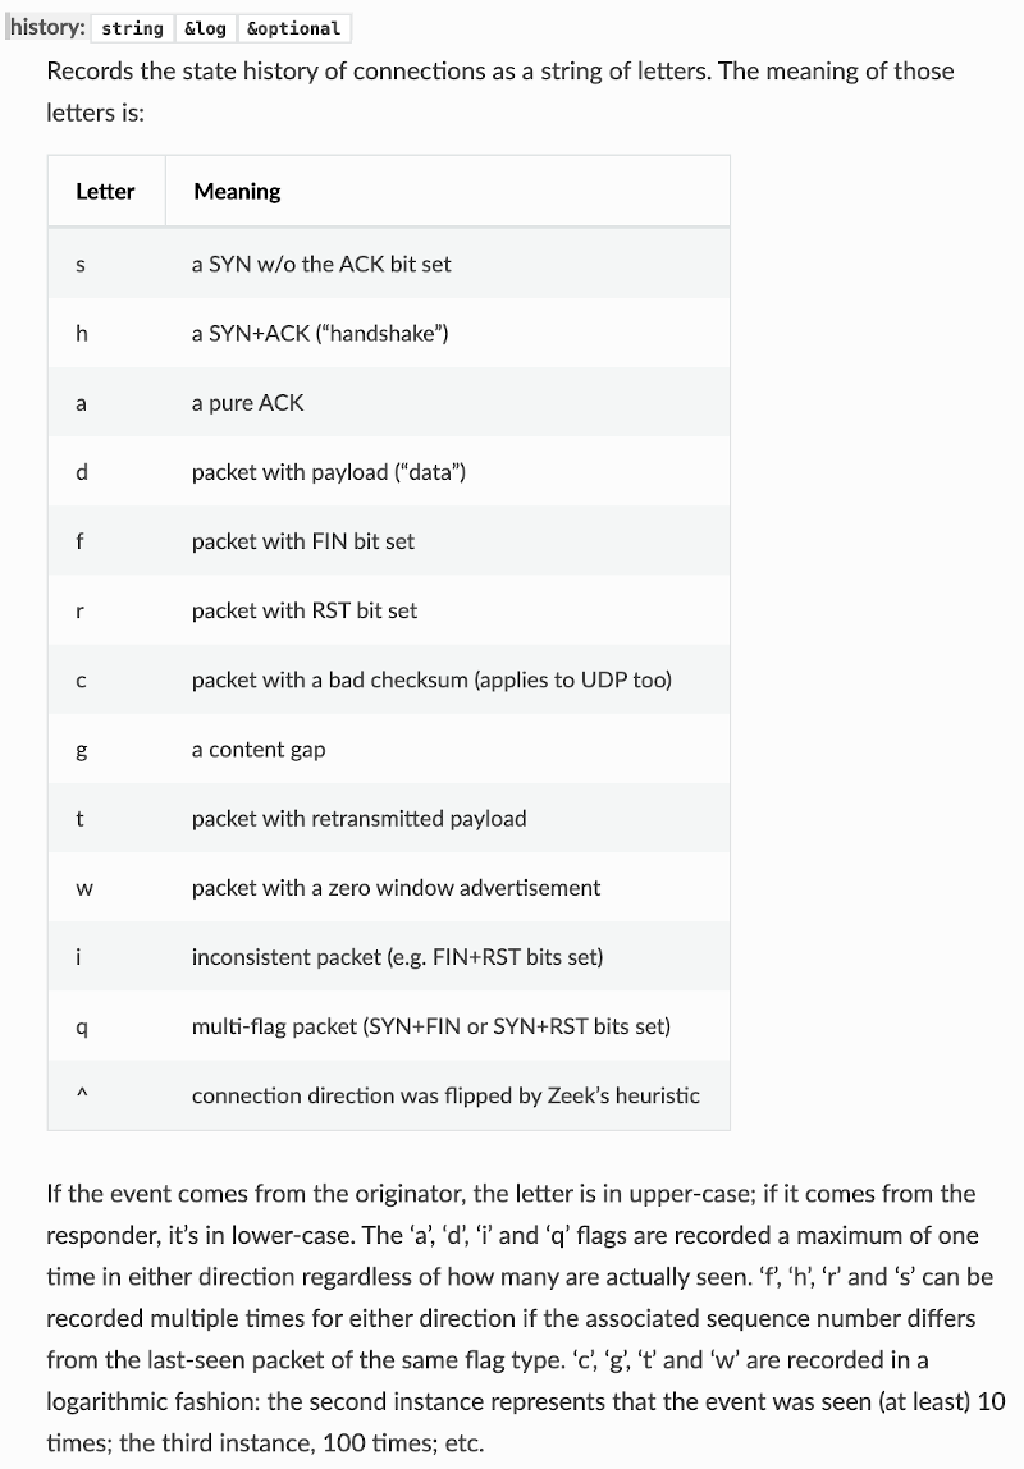 history: string &log &optional
Records the state history of connections as a string of letters. The meaning of those
letters is:
Letter Meaning
s a SYN w/o the ACK bit set
h a SYN+ACK (“handshake”)
a a pure ACK
d packet with payload (“data”)
f packet with FIN bit set
r packet with RST bit set
c packet with a bad checksum (applies to UDP too)
g a content gap
t packet with retransmitted payload
w packet with a zero window advertisement
i inconsistent packet (e.g. FIN+RST bits set)
q multi-flag packet (SYN+FIN or SYN+RST bits set)
^ connection direction was flipped by Zeek’s heuristic
If the event comes from the originator, the letter is in upper-case; if it comes from the
responder, it’s in lower-case. The ‘a’, ‘d’, ‘i’ and ‘q’ flags are recorded a maximum of one
time in either direction regardless of how many are actually seen. ‘f’, ‘h’, ‘r’ and ‘s’ can be
recorded multiple times for either direction if the associated sequence number differs
from the last-seen packet of the same flag type. ‘c’, ‘g’, ‘t’ and ‘w’ are recorded in a
logarithmic fashion: the second instance represents that the event was seen (at least) 10
times; the third instance, 100 times; etc.